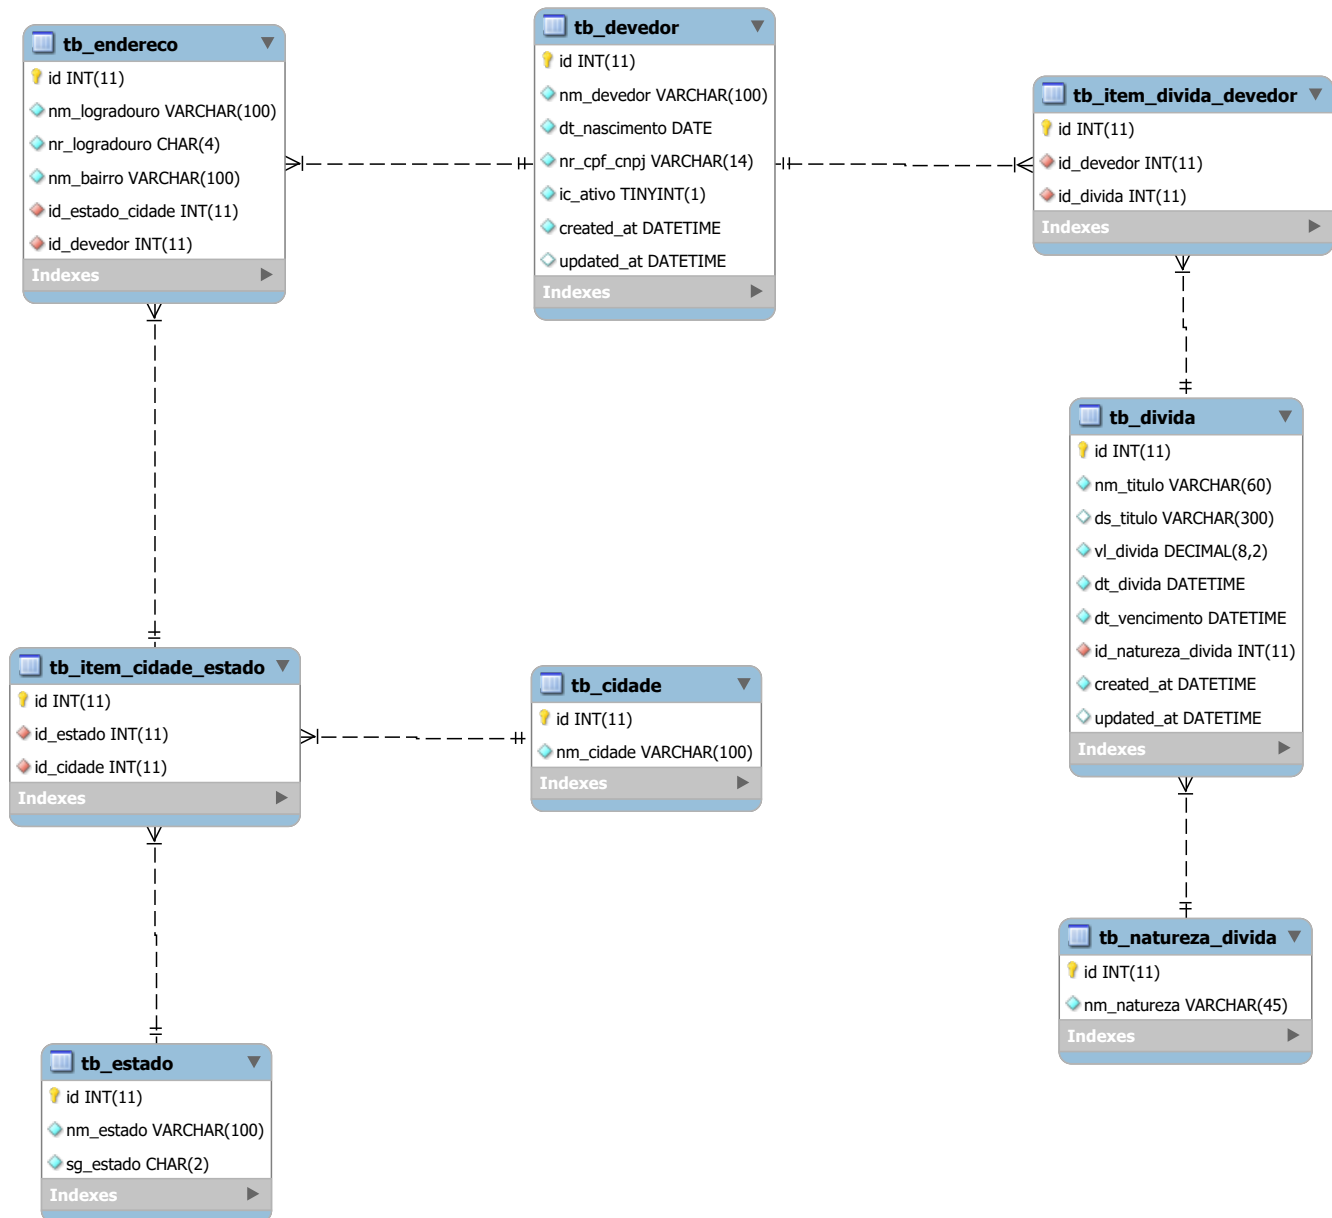 tb_endereco
id INT(11)
nm_logradouro VARCHAR(100)
nr_logradouro CHAR(4)
nm_bairro VARCHAR(100)
id_estado_cidade INT(11)
id_devedor INT(11)
Indexes
tb_devedor
id INT(11)
nm_devedor VARCHAR(100)
dt_nascimento DATE
nr_cpf_cnpj VARCHAR(14)
ic_ativo TINYINT(1)
created_at DATETIME
updated_at DATETIME
Indexes
tb_item_divida_devedor
id INT(11)
id_devedor INT(11)
id_divida INT(11)
Indexes
tb_divida
id INT(11)
nm_titulo VARCHAR(60)
ds_titulo VARCHAR(300)
vl_divida DECIMAL(8,2)
dt_divida DATETIME
dt_vencimento DATETIME
id_natureza_divida INT(11)
created_at DATETIME
updated_at DATETIME
Indexes
tb_item_cidade_estado
id INT(11)
id_estado INT(11)
id_cidade INT(11)
Indexes
tb_cidade
id INT(11)
nm_cidade VARCHAR(100)
Indexes
tb_natureza_divida
id INT(11)
nm_natureza VARCHAR(45)
Indexes
tb_estado
id INT(11)
nm_estado VARCHAR(100)
sg_estado CHAR(2)
Indexes